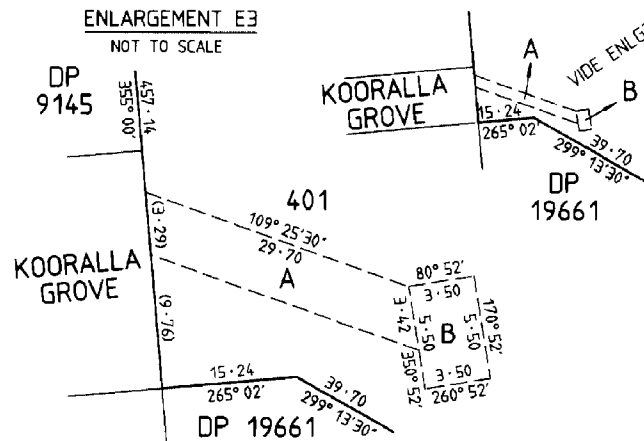 ENLARGEMENT E3
NOT TO SCALE
DP
9145
457·14
355° 00'
KOORALLA
GROVE
A
VIDE ENLG
B
15·24
265° 02'
39·70
299° 13'30"
DP
19661
401
109° 25'30"
29·70
A
(3·29)
KOORALLA
GROVE
(9·76)
80° 52'
3·50
3·42
5·50
350° 52'
B
5·50
170° 52'
3·50
260° 52'
15·24
265° 02'
39·70
299° 13'30"
DP 19661